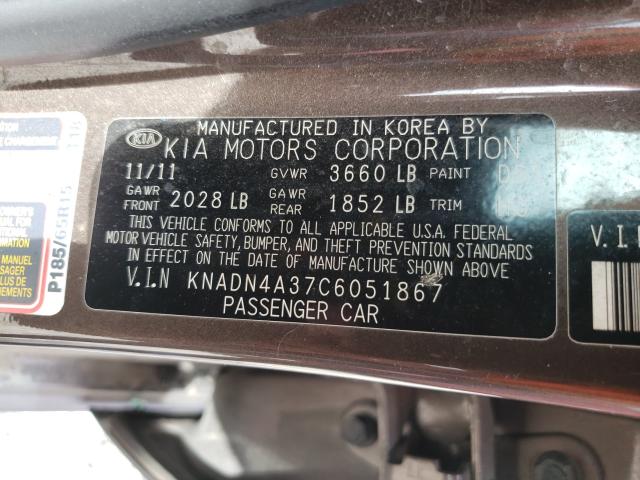 MANUFACTURED IN KOREA BY
KIA KIA MOTORS CORPORATION
11/11 GVWR 3660 LB PAINT
GAWR FRONT 2028 LB GAWR REAR 1852 LB TRIM
THIS VEHICLE CONFORMS TO ALL APPLICABLE U.S.A. FEDERAL
MOTOR VEHICLE SAFETY, BUMPER, AND THEFT PREVENTION STANDARDS
IN EFFECT ON THE DATE OF MANUFACTURE SHOWN ABOVE
V.I.N KNADN4A37C6051867
PASSENGER CAR
P185/65R15
MANUEL
V.I.N